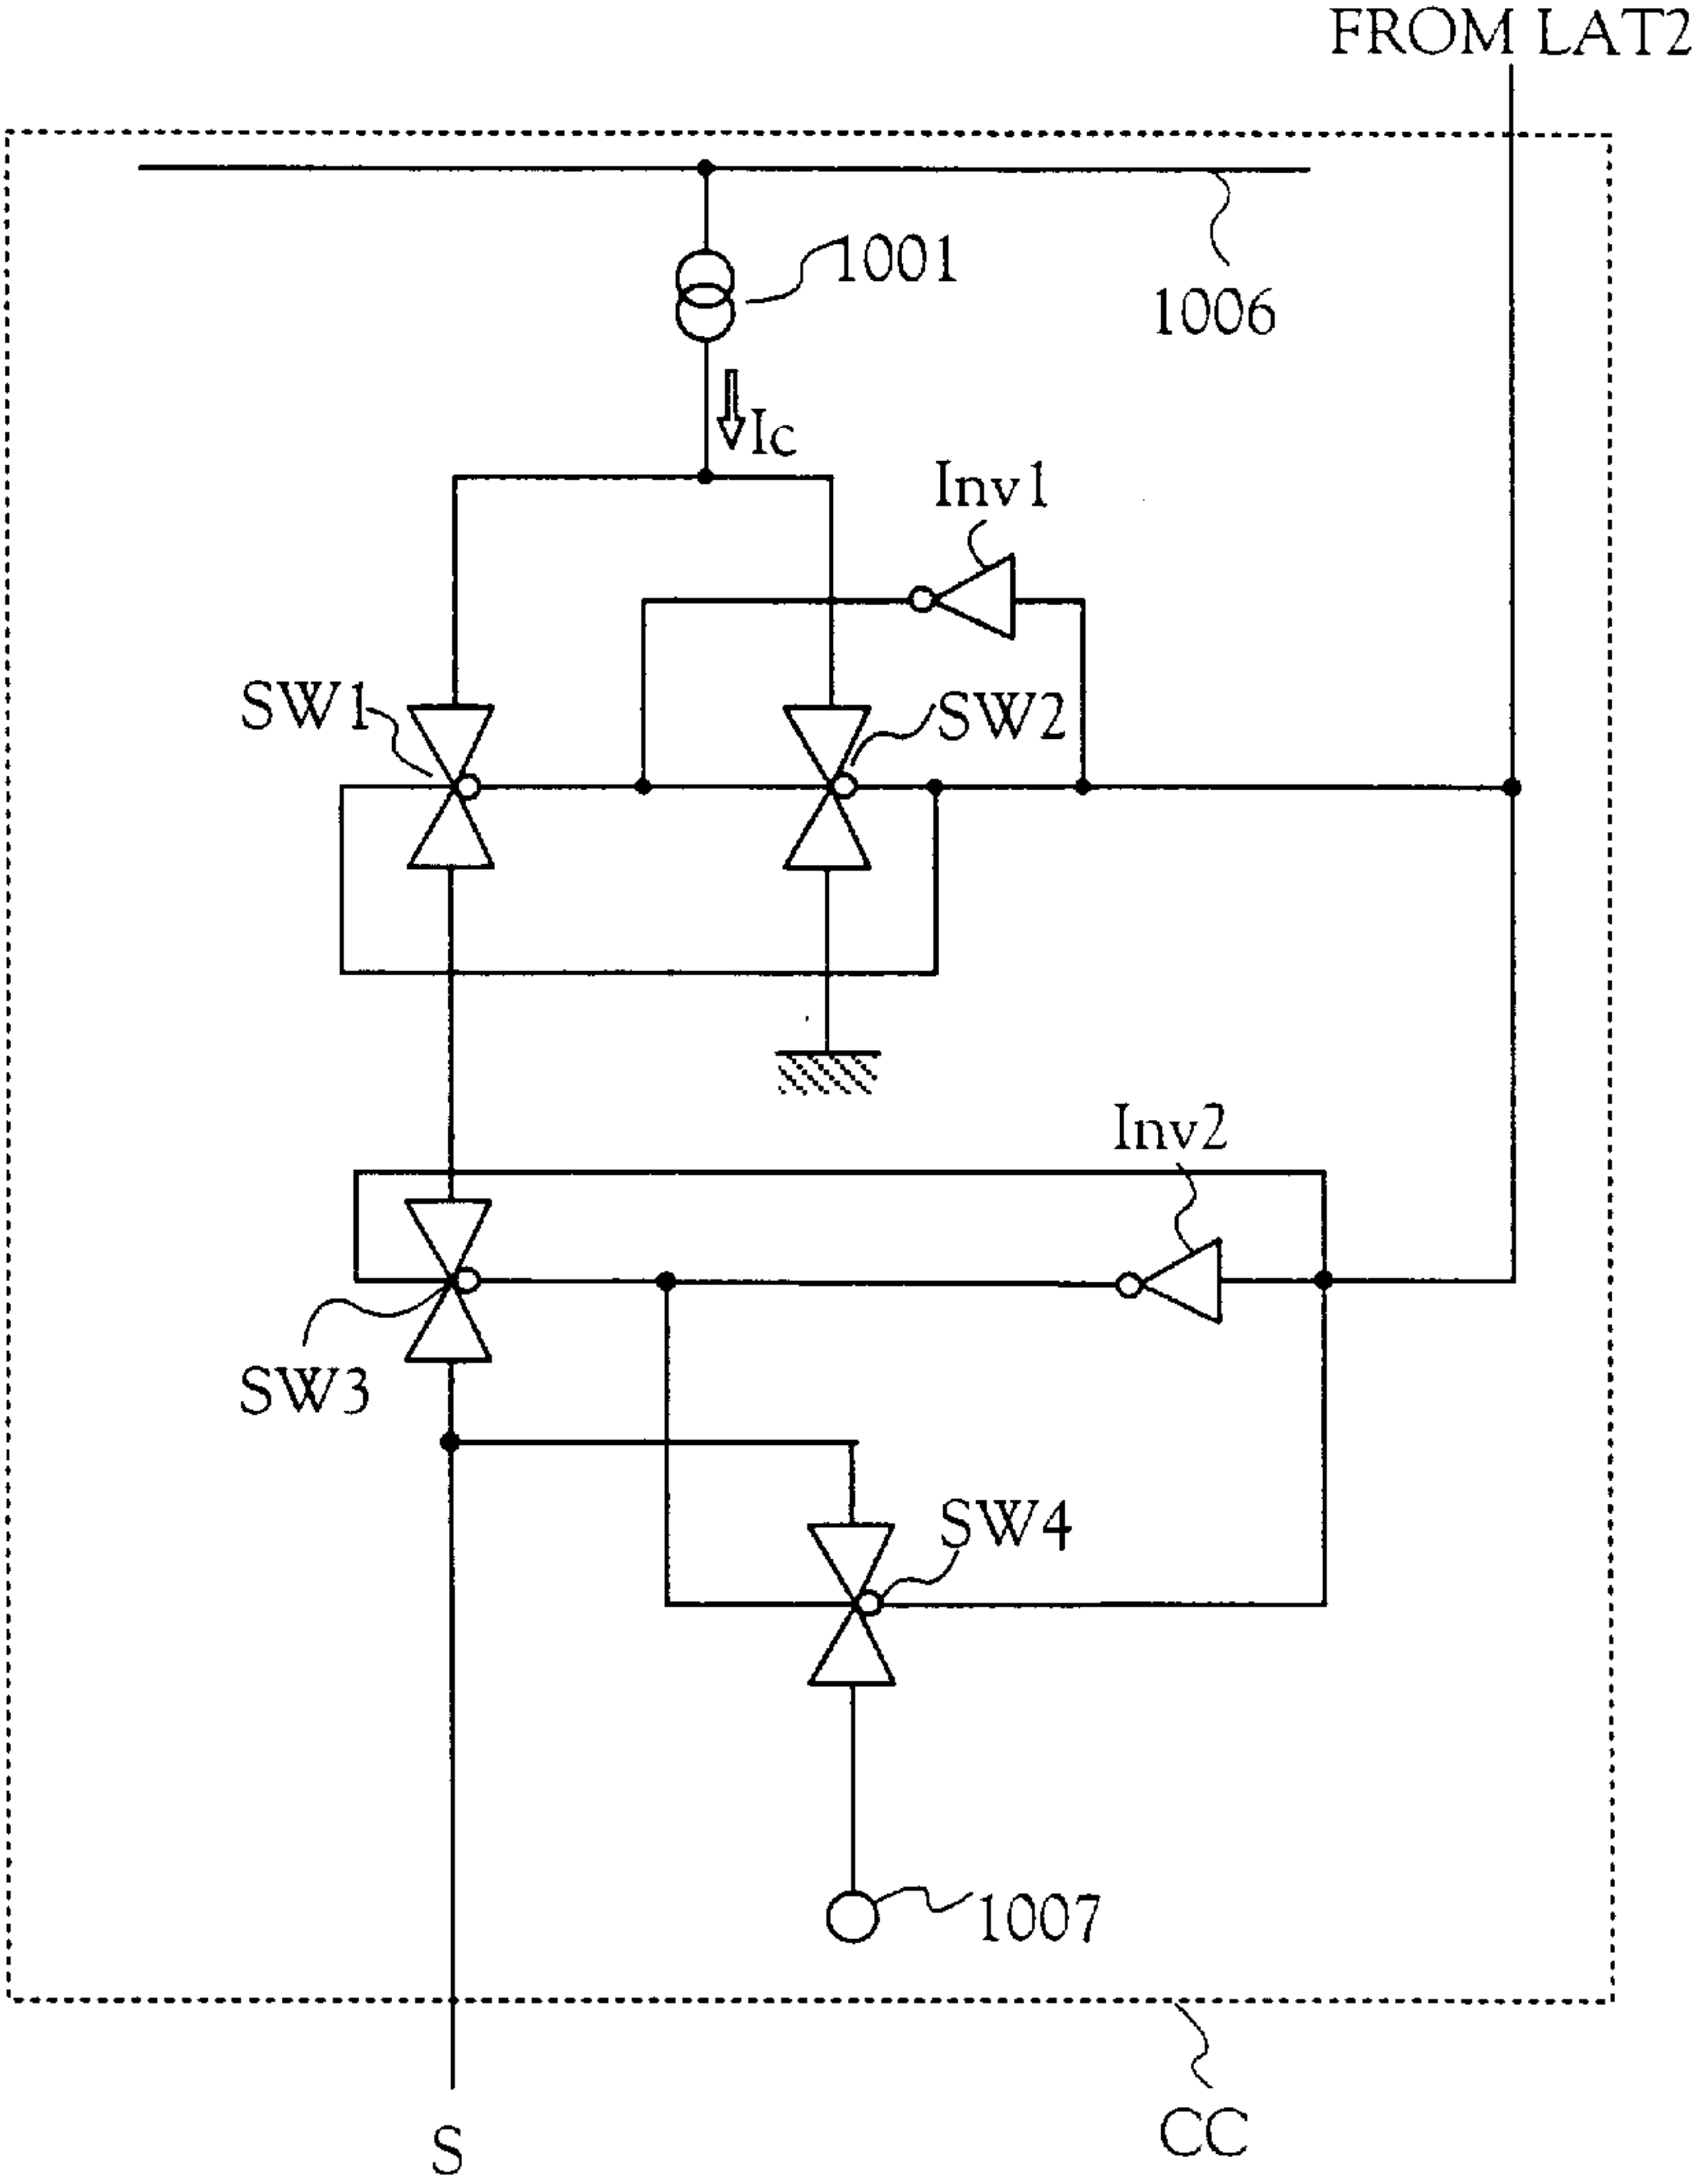 FROM LAT2
1001
1006
Ic
Inv1
SW1
SW2
Inv2
SW3
SW4
1007
CC
S